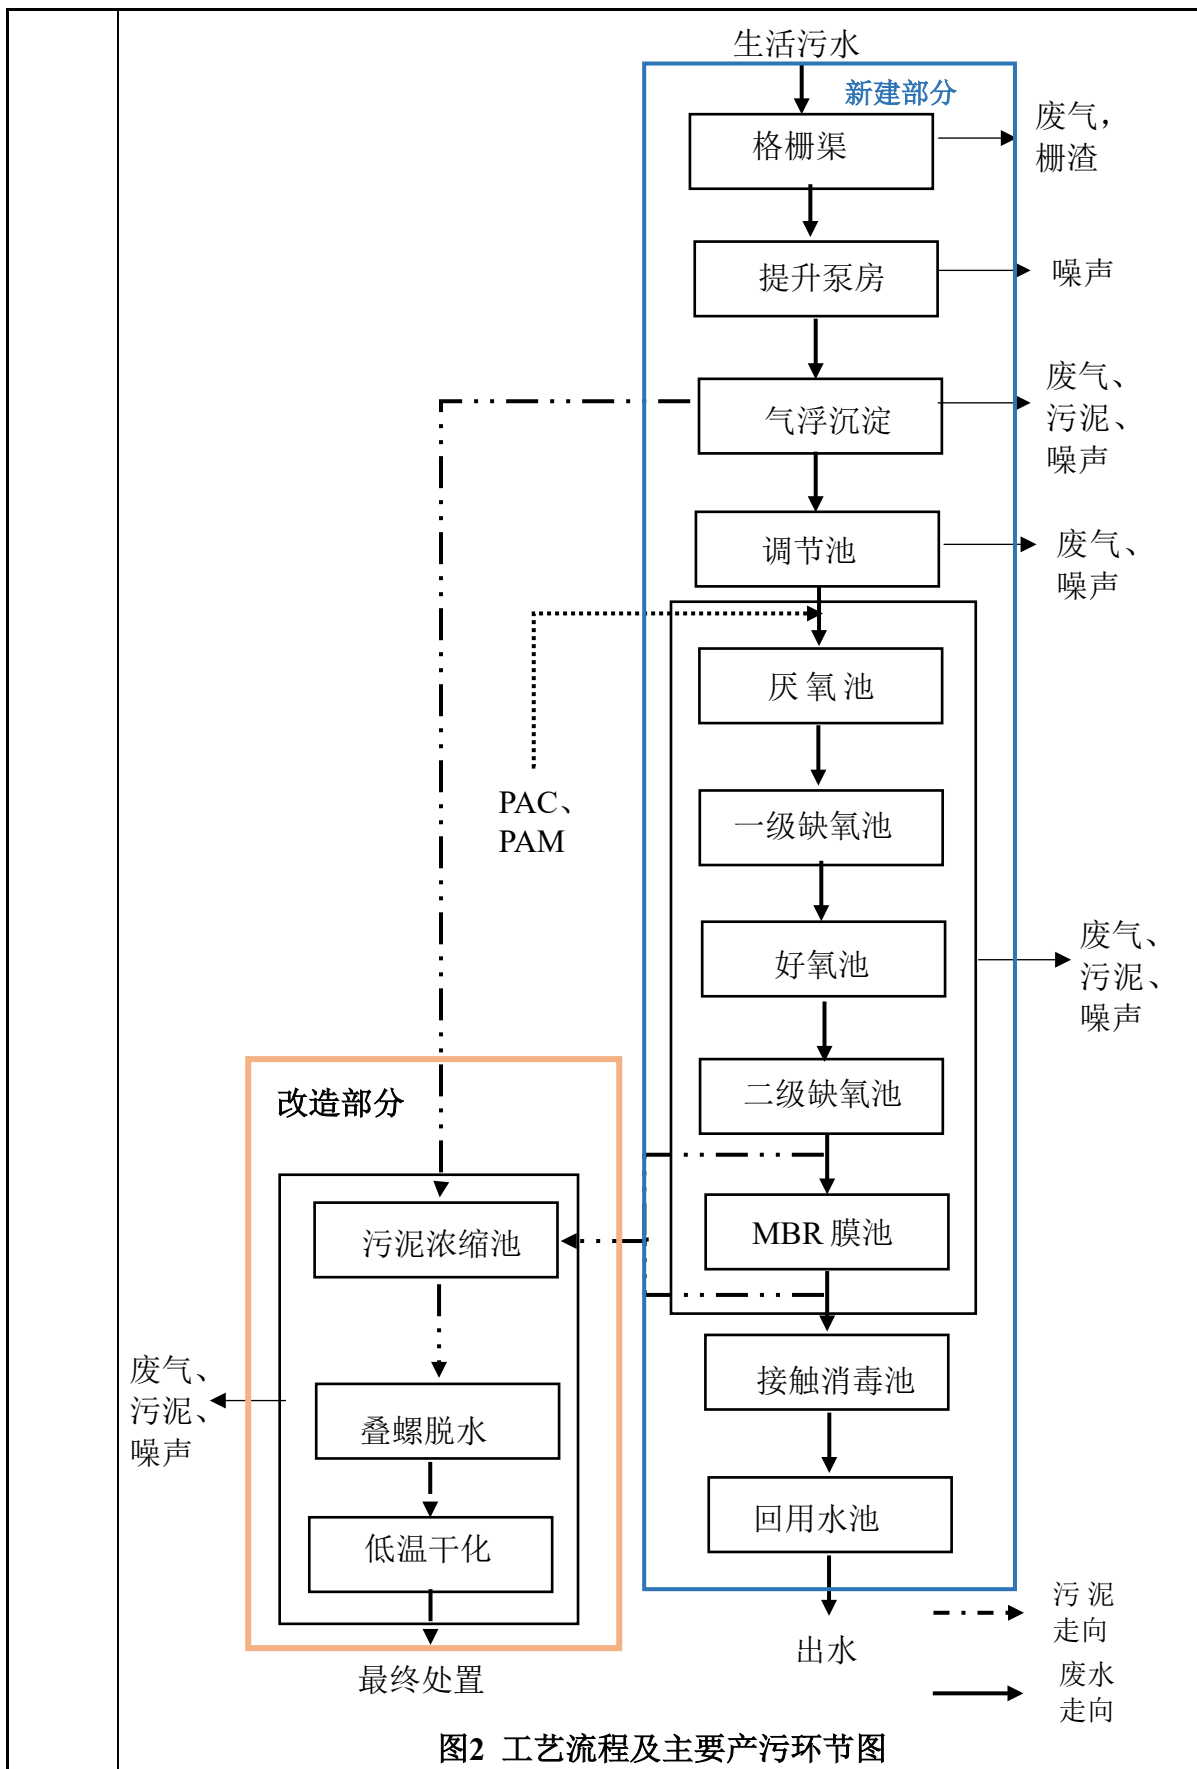 生活污水
新建部分
格栅渠
废气，
栅渣
提升泵房
噪声
气浮沉淀
废气、
污泥、
噪声
调节池
废气、
噪声
厌氧池
PAC、
PAM
一级缺氧池
好氧池
废气、
污泥、
噪声
二级缺氧池
改造部分
污泥浓缩池
MBR 膜池
废气、
污泥、
噪声
叠螺脱水
接触消毒池
低温干化
回用水池
最终处置
出水
污 泥
走向
废水
走向
图2 工艺流程及主要产污环节图